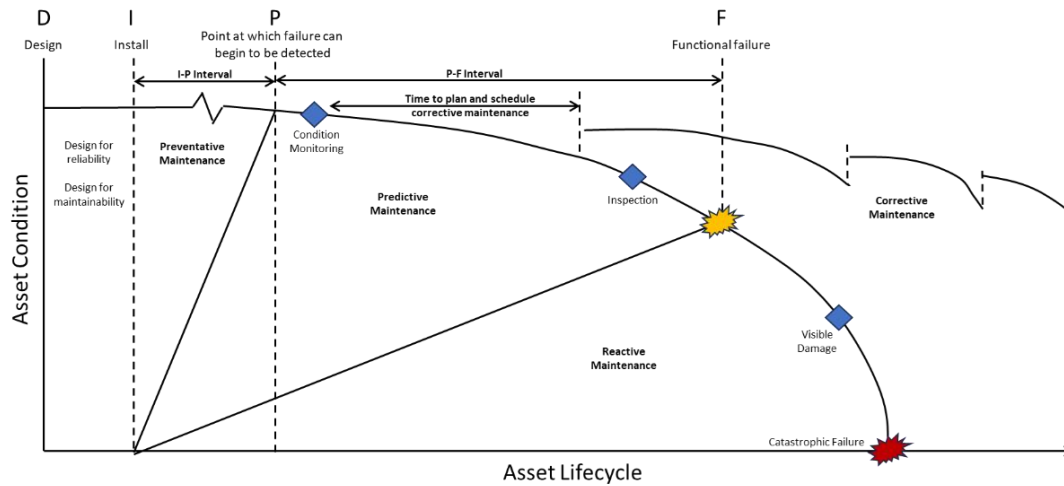 D
I
P
F
Design
Install
Point at which failure can
begin to be detected
Functional failure
I-P Interval
P-F Interval
Time to plan and schedule
corrective maintenance
Condition
Monitoring
Design for
reliability
Design for
maintainability
Preventative
Maintenance
Predictive
Maintenance
Inspection
Corrective
Maintenance
Visible
Damage
Reactive
Maintenance
Catastrophic Failure
Asset Condition
Asset Lifecycle